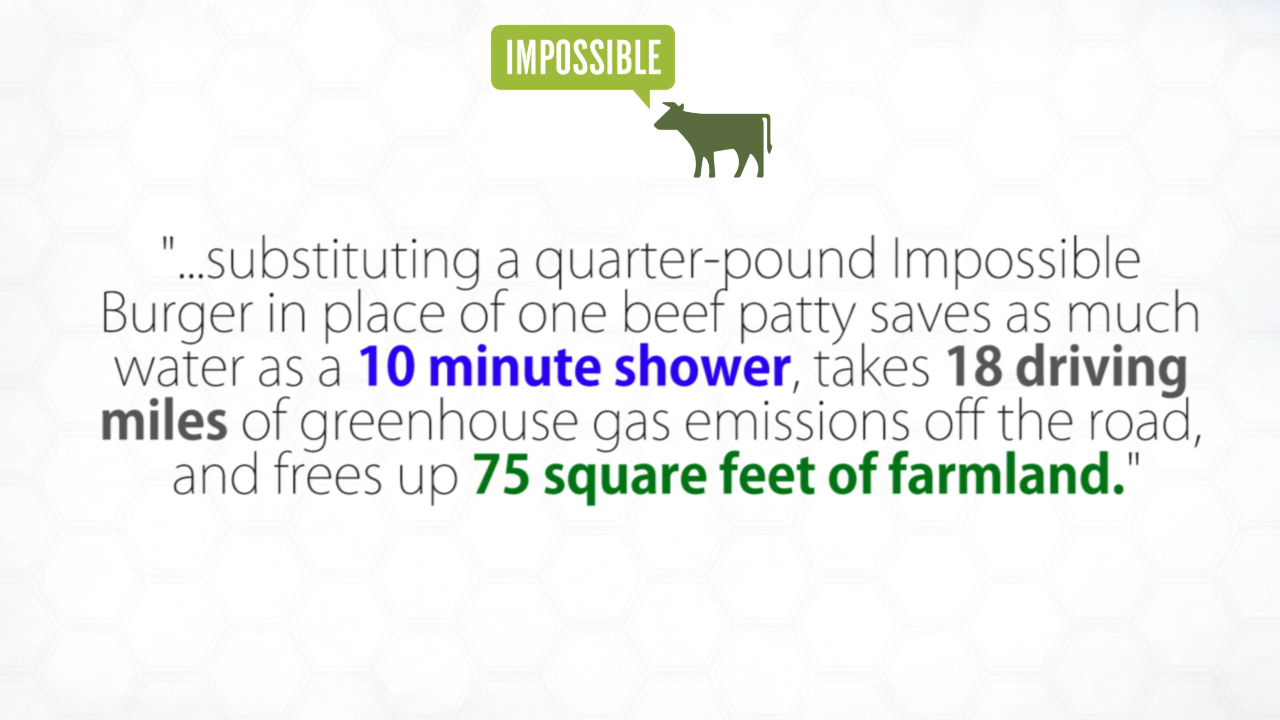 IMPOSSIBLE
"...substituting a quarter-pound Impossible
Burger in place of one beef patty saves as much
water as a 10 minute shower, takes 18 driving
miles of greenhouse gas emissions off the road,
and frees up 75 square feet of farmland."